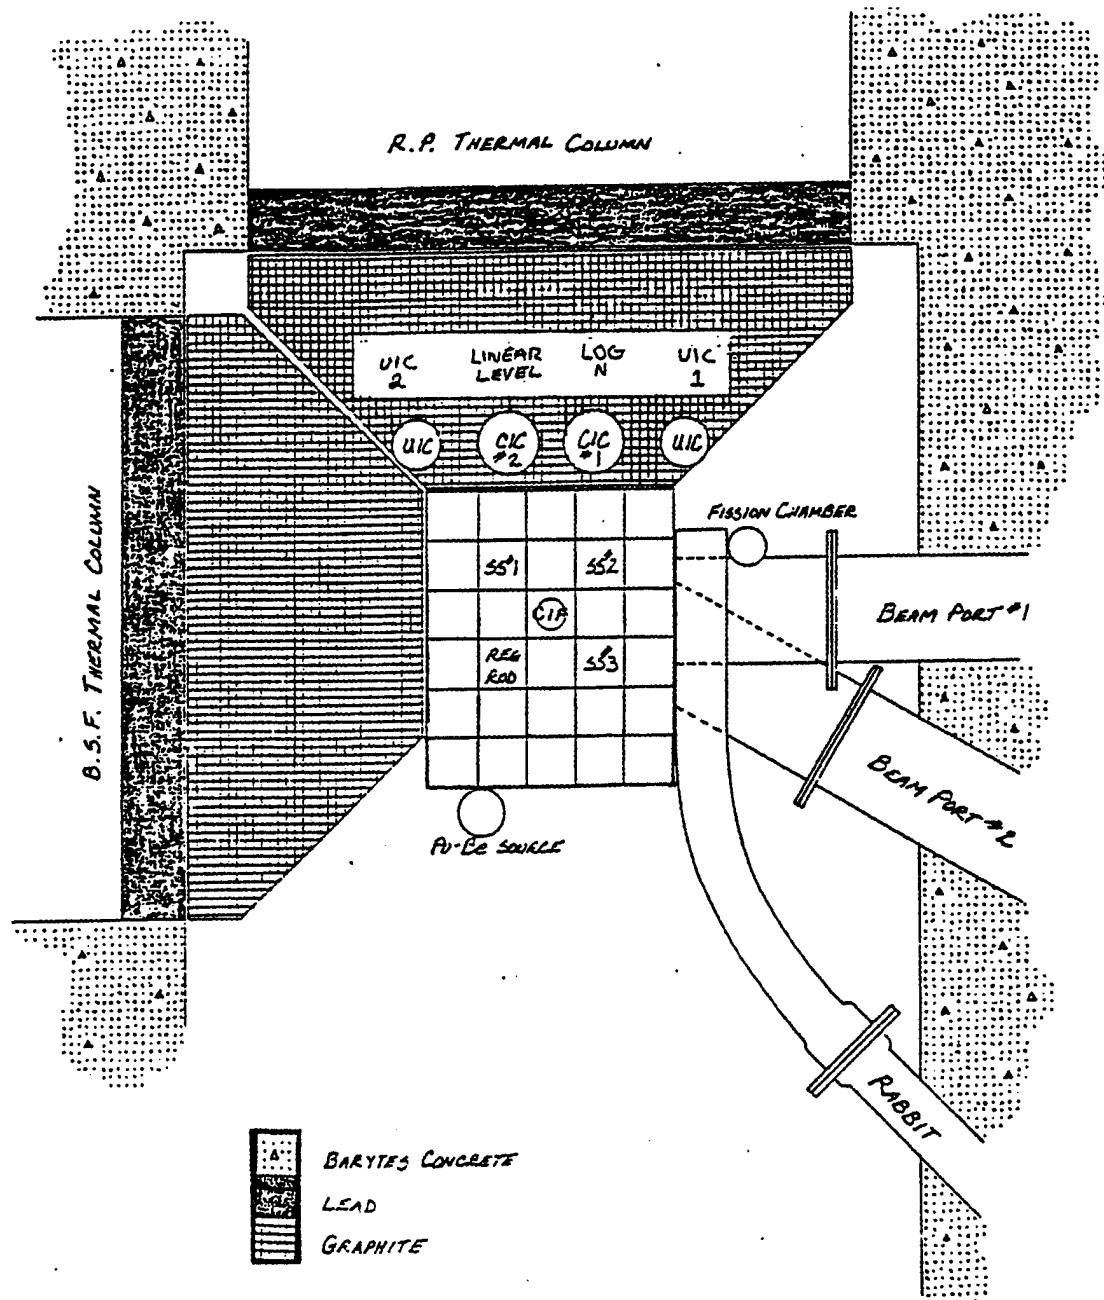 R.P. THERMAL COLUMN
UIC
2
LINEAR
LEVEL
LOG
N
UIC
1
UIC
CIC
#2
CIC
#1
UIC
B.S.F. THERMAL COLUMN
FISSION CHAMBER
SS#1
SS#2
CIF
BEAM PORT #1
REG
ROD
SS#3
BEAM PORT #2
PU-BE SOURCE
RABBIT
BARYTES CONCRETE
LEAD
GRAPHITE